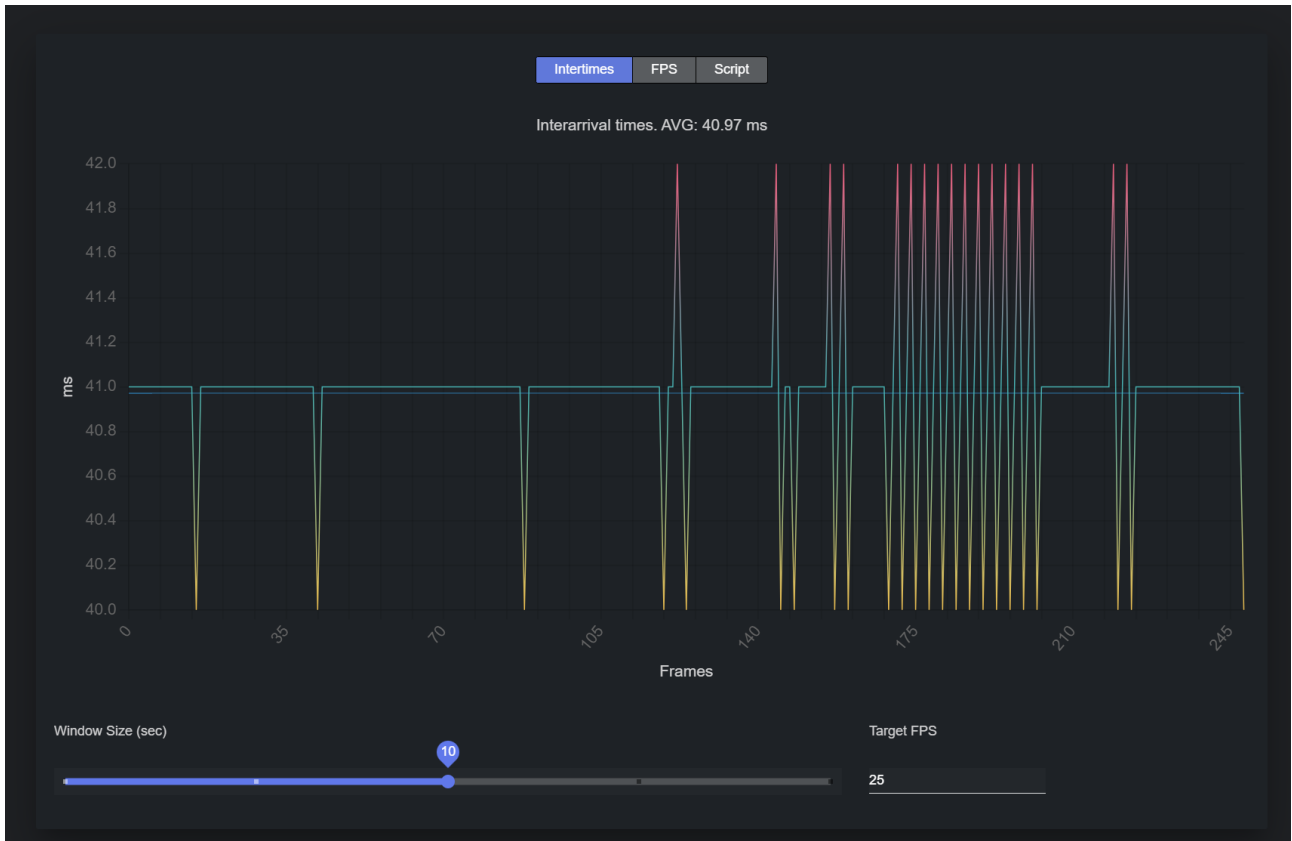 Intertimes FPS Script
Interarrival times. AVG: 40.97 ms
42.0
41.8
41.6
41.4
41.2
41.0
40.8
40.6
40.4
40.2
40.0
ms
0 35 70 105 140 175 210 245
Frames
Window Size (sec)
10
Target FPS
25